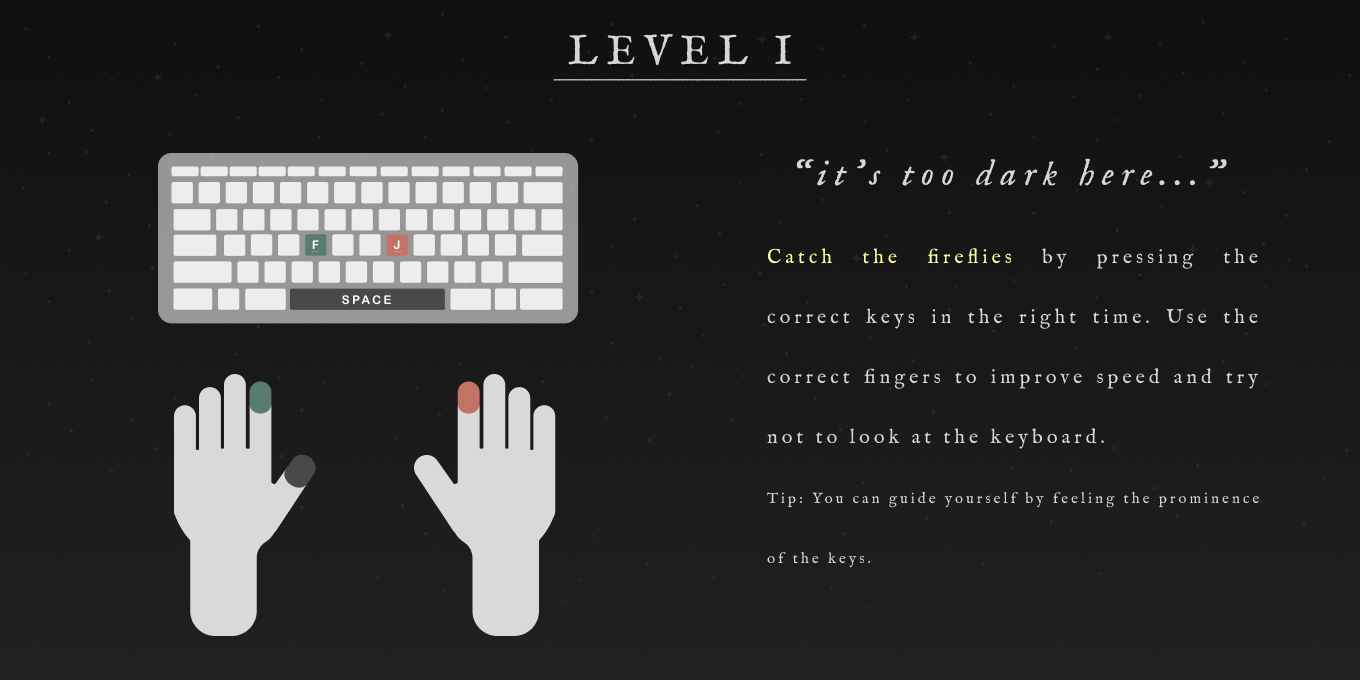 LEVEL I
F J
SPACE
“it’s too dark here...”
Catch the fireflies by pressing the
correct keys in the right time. Use the
correct fingers to improve speed and try
not to look at the keyboard.
Tip: You can guide yourself by feeling the prominence
of the keys.